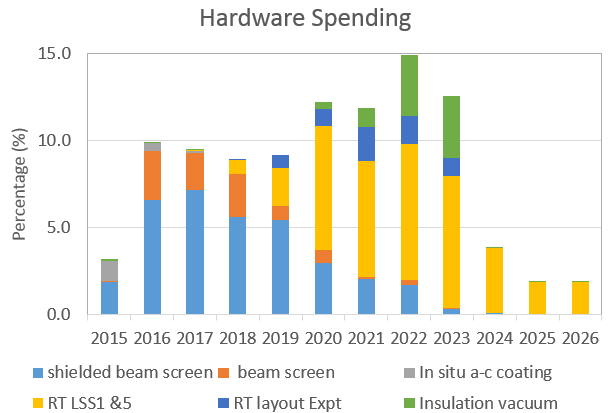 Hardware Spending
15.0
10.0
5.0
0.0
Percentage (%)
2015 2016 2017 2018 2019 2020 2021 2022 2023 2024 2025 2026
shielded beam screen beam screen In situ a-c coating
RT LSS1 &5 RT layout Expt Insulation vacuum